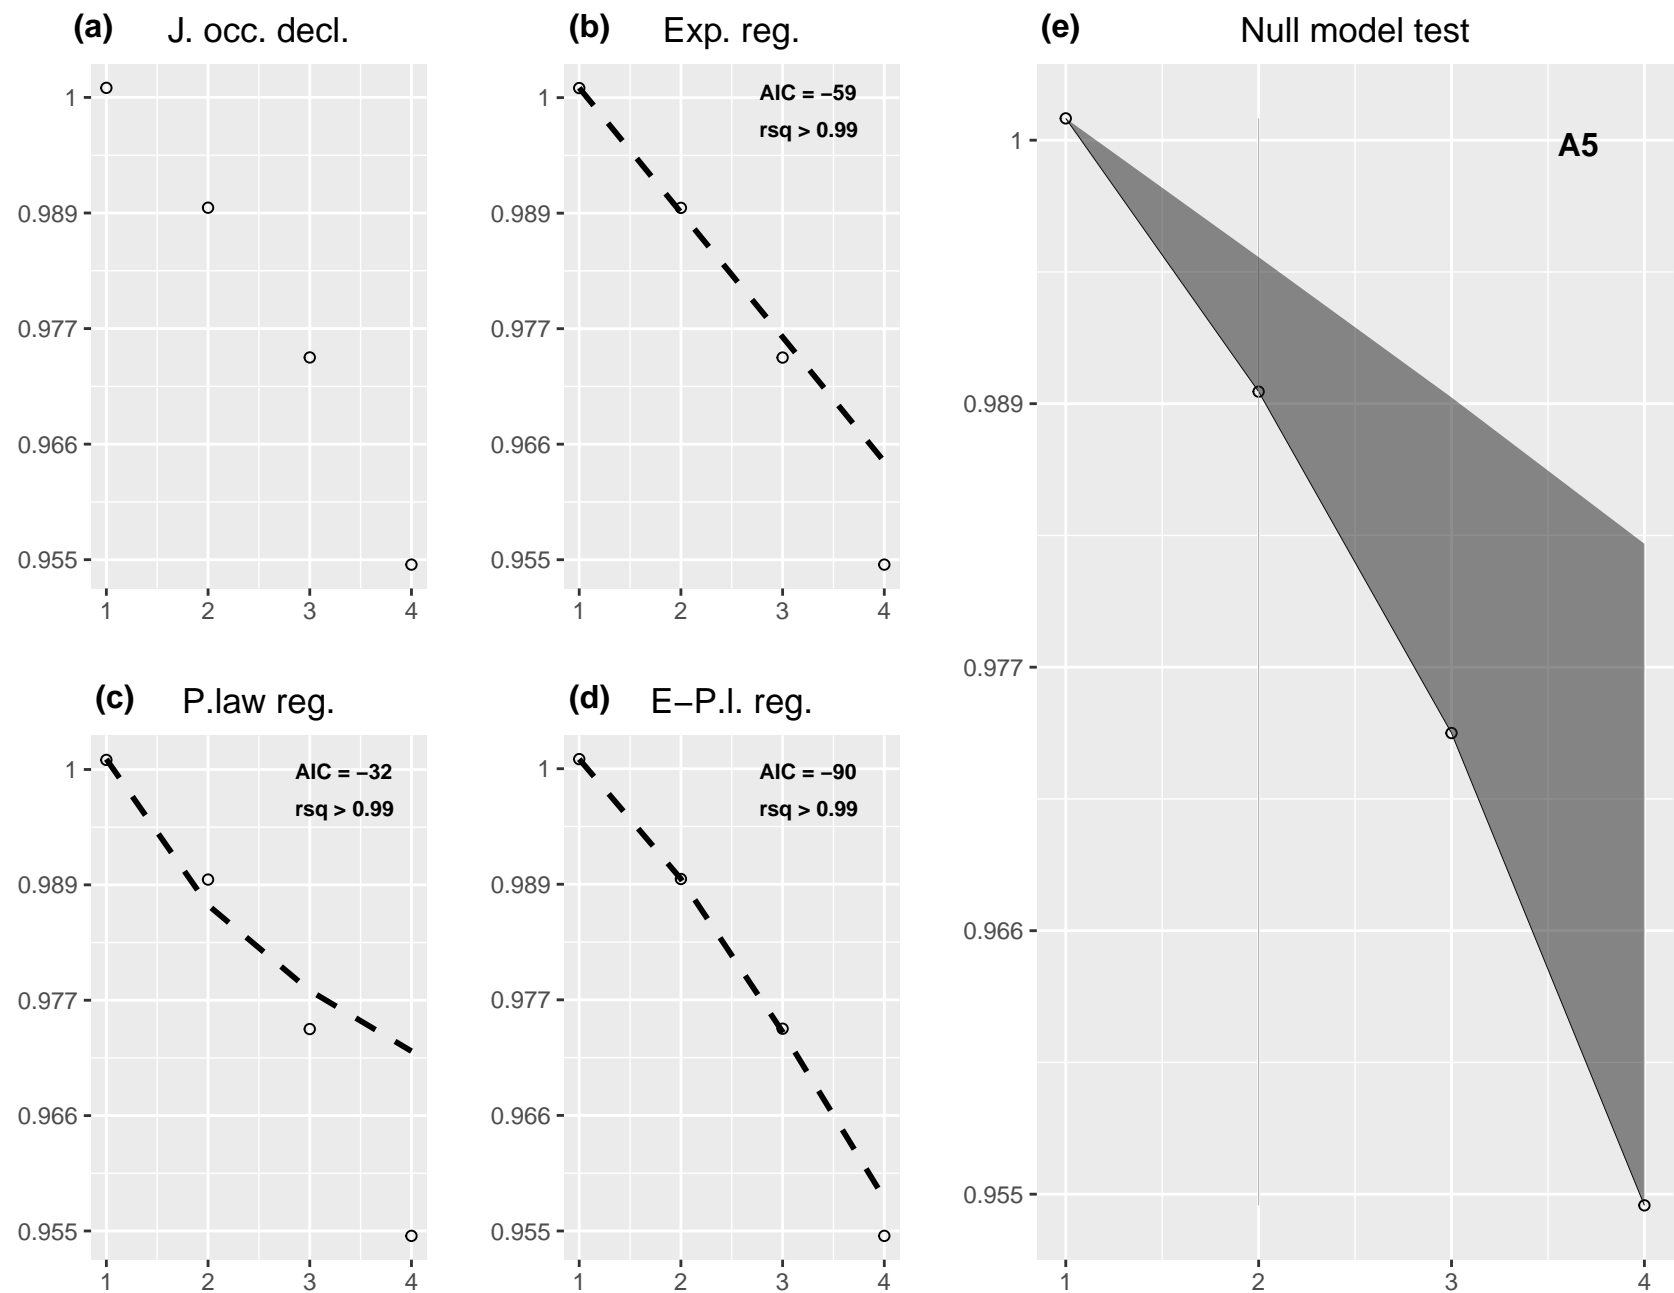 (a) J. occ. decl.
1
0.989
0.977
0.966
0.955
1 2 3 4
(b) Exp. reg.
AIC = −59
rsq > 0.99
1
0.989
0.977
0.966
0.955
1 2 3 4
(c) P.law reg.
AIC = −32
rsq > 0.99
1
0.989
0.977
0.966
0.955
1 2 3 4
(d) E−P.l. reg.
AIC = −90
rsq > 0.99
1
0.989
0.977
0.966
0.955
1 2 3 4
(e) Null model test
A5
1
0.989
0.977
0.966
0.955
1 2 3 4